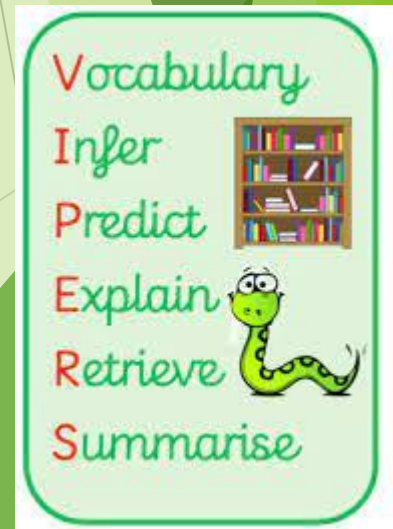 Vocabulary
Infer
Predict
Explain
Retrieve
Summarise